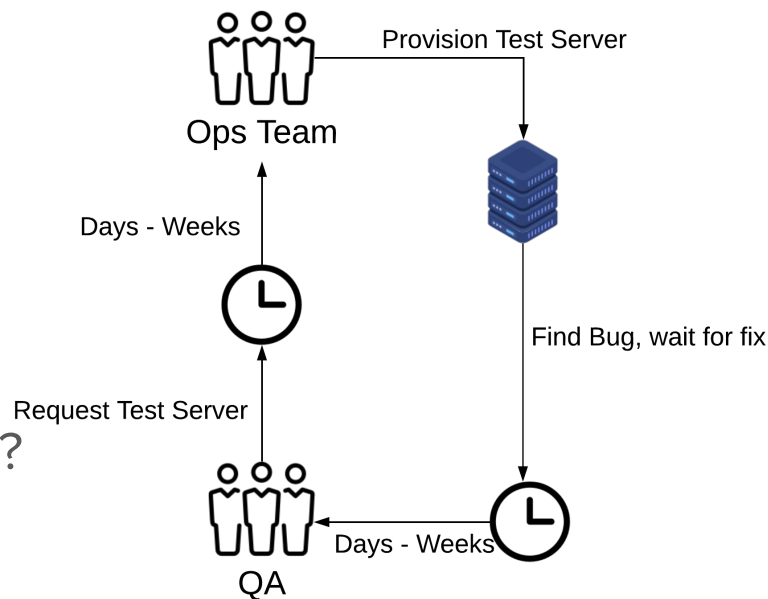 Provision Test Server
Ops Team
Days - Weeks
Find Bug, wait for fix
Request Test Server
?
Days - Weeks
QA